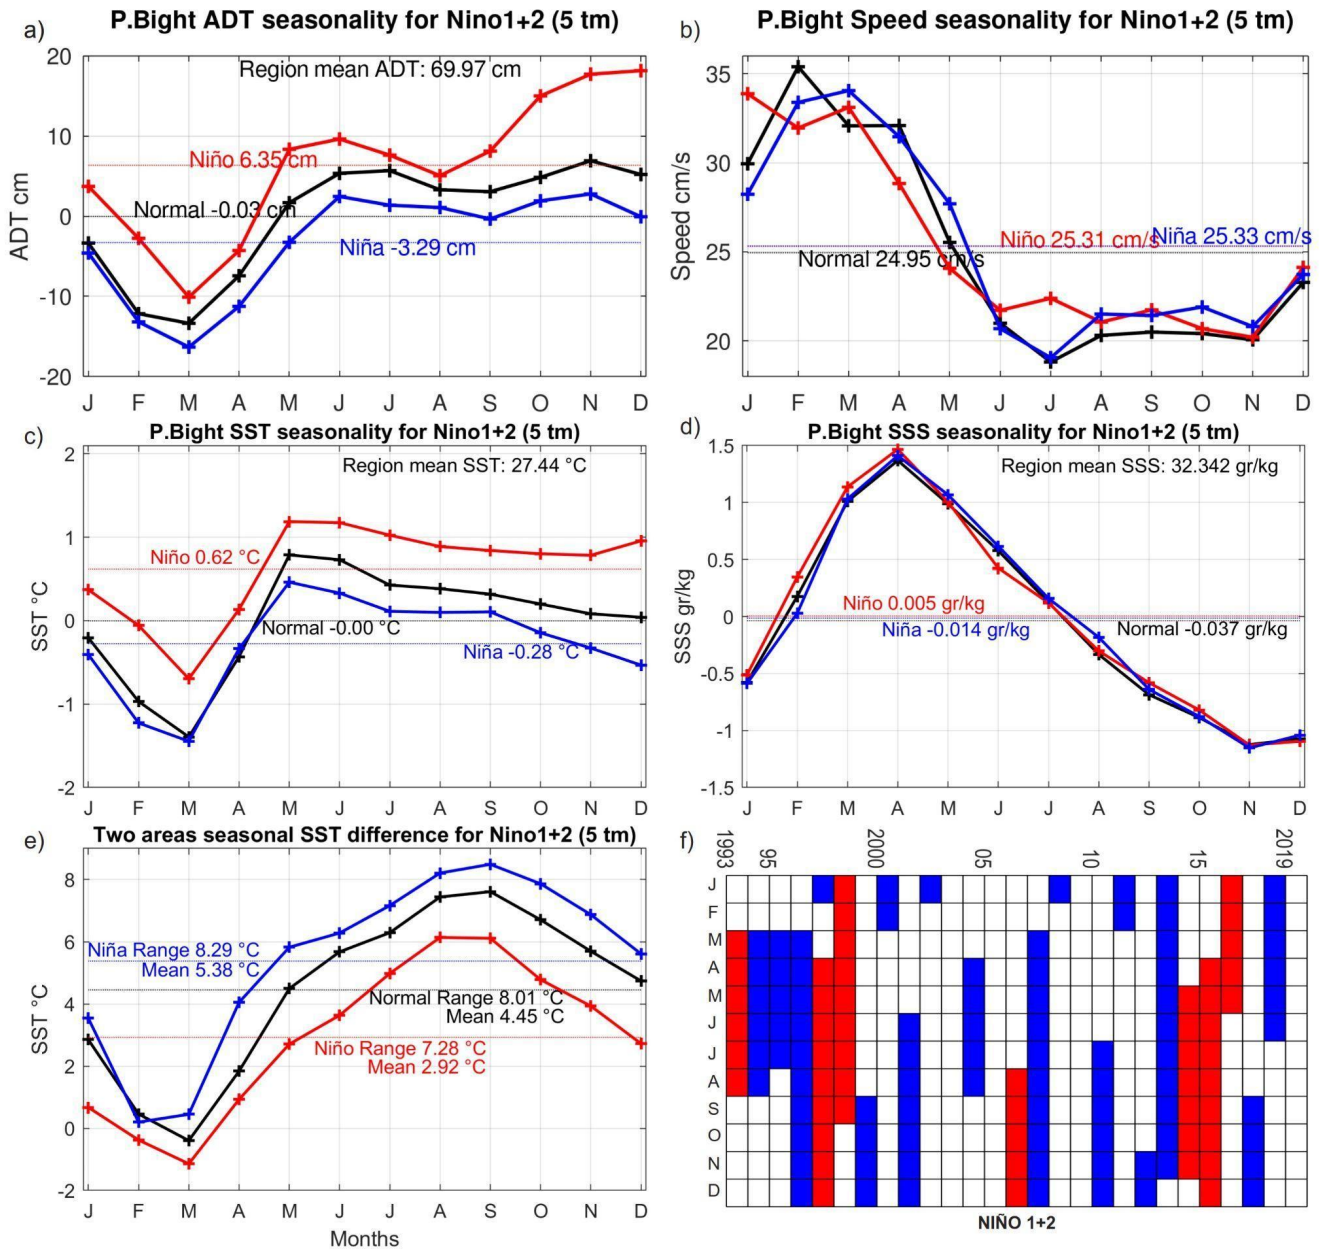 a)
P.Bight ADT seasonality for Nino1+2 (5 tm)
20
10
0
-10
-20
ADT cm
Region mean ADT: 69.97 cm
Niño 6.35 cm
Normal -0.03 cm
Niña -3.29 cm
J F M A M J J A S O N D
b)
P.Bight Speed seasonality for Nino1+2 (5 tm)
35
30
25
20
Speed cm/s
Niño 25.31 cm/s
Niña 25.33 cm/s
Normal 24.95 cm/s
J F M A M J J A S O N D
c)
P.Bight SST seasonality for Nino1+2 (5 tm)
2
1
0
-1
-2
SST °C
Region mean SST: 27.44 °C
Niño 0.62 °C
Normal -0.00 °C
Niña -0.28 °C
J F M A M J J A S O N D
d)
P.Bight SSS seasonality for Nino1+2 (5 tm)
1.5
1
0.5
0
-0.5
-1
-1.5
SSS gr/kg
Region mean SSS: 32.342 gr/kg
Niño 0.005 gr/kg
Niña -0.014 gr/kg
Normal -0.037 gr/kg
J F M A M J J A S O N D
e)
Two areas seasonal SST difference for Nino1+2 (5 tm)
8
6
4
2
0
-2
SST °C
Niña Range 8.29 °C
Mean 5.38 °C
Normal Range 8.01 °C
Mean 4.45 °C
Niño Range 7.28 °C
Mean 2.92 °C
J F M A M J J A S O N D
Months
f)
1993 95 2000 05 10 15 2019
J
F
M
A
M
J
J
A
S
O
N
D
NIÑO 1+2